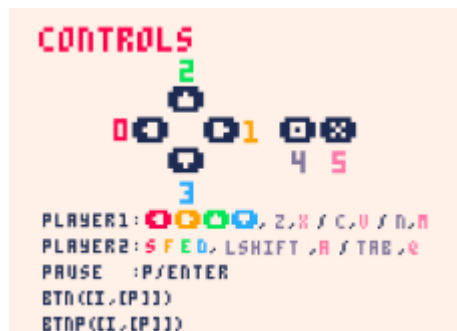 CONTROLS
2
0 ⬅ ⬆ ⬇ ➡ 1
4 5
3
PLAYER1:⬅➡⬆⬇, Z,X / C,V / N,M
PLAYER2:S F E D, LSHIFT ,A / TAB,Q
PAUSE :P/ENTER
BTN([I,[P]])
BTNP([I,[P]])